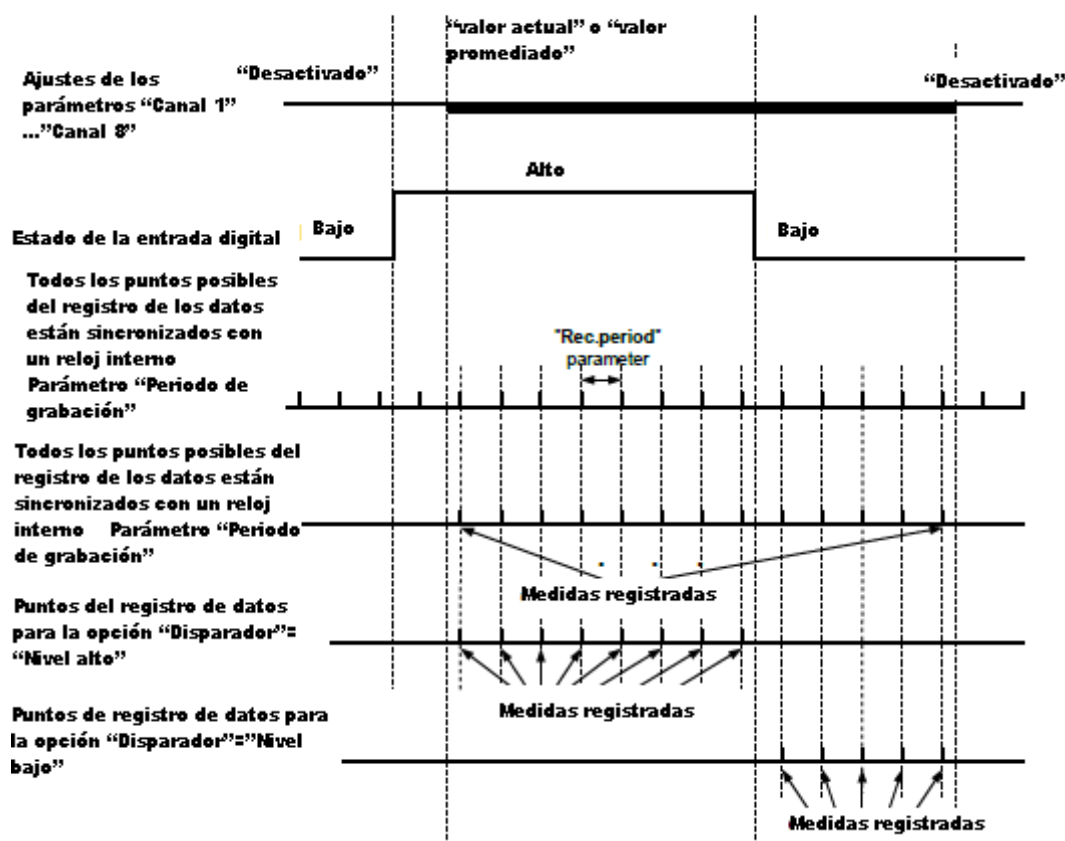 “valor actual” o “valor
promediado”
Ajustes de los
parámetros “Canal 1”
...”Canal 8”
“Desactivado”
“Desactivado”
Alto
Estado de la entrada digital
Bajo
Bajo
Todos los puntos posibles
del registro de los datos
están sincronizados con
un reloj interno
Parámetro “Periodo de
grabación”
"Rec.period"
parameter
Todos los puntos posibles del
registro de los datos están
sincronizados con un reloj
interno Parámetro “Periodo
de grabación”
Medidas registradas
Puntos del registro de datos
para la opción “Disparador”=
“Nivel alto”
Medidas registradas
Puntos de registro de datos para
la opción “Disparador”=”Nivel
bajo”
Medidas registradas